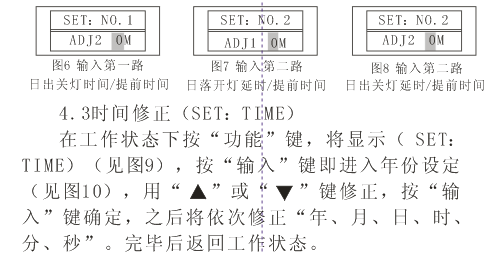 SET: NO.1 SET: NO.2 SET: NO.2
ADJ2 0M ADJ1 0M ADJ2 0M
图6 输入第一路 图7 输入第二路 图8 输入第二路
日出关灯时间/提前时间 日落开灯延时/提前时间 日出关灯延时/提前时间
4.3时间修正（SET: TIME）
在工作状态下按“功能”键，将显示（ SET:
TIME）（见图9），按“输入”键即进入年份设定
（见图10），用“▲”或“▼”键修正，按“输
入”键确定，之后将依次修正“年、月、日、时、
分、秒”。完毕后返回工作状态。